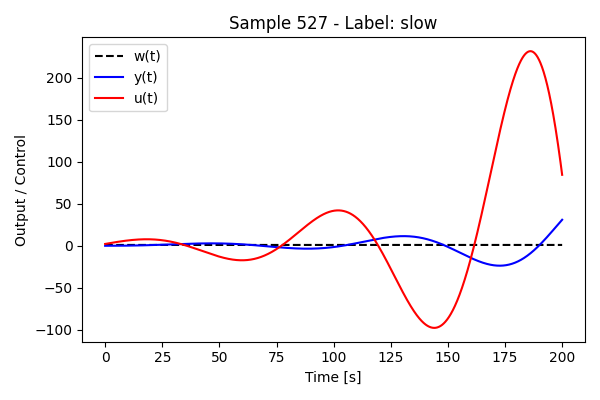 Sample 527 - Label: slow
w(t)
y(t)
u(t)
Output / Control
200
150
100
50
0
−50
−100
0 25 50 75 100 125 150 175 200
Time [s]